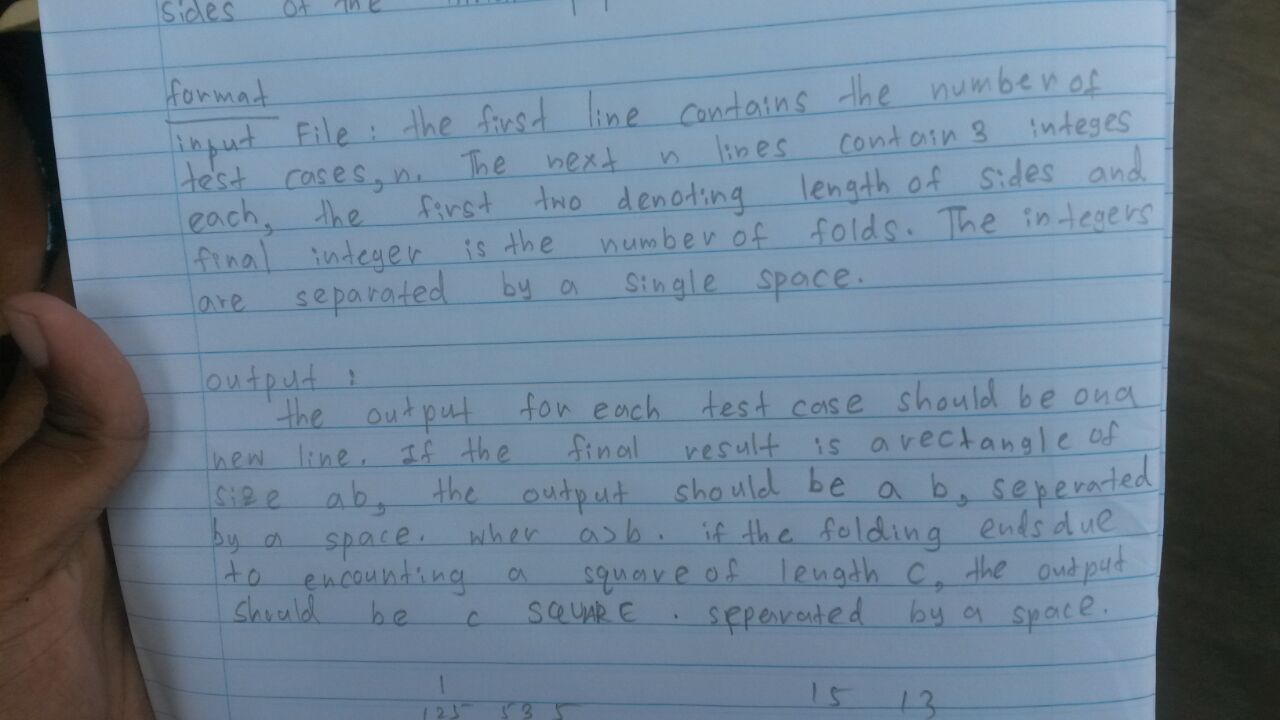 sides of the
format
input File : the first line contains the number of
test cases, n. The next n lines contain 3 integes
each, the first two denoting length of sides and
final integer is the number of folds. The integers
are separated by a single space.
output :
the output for each test case should be on a
new line. If the final result is a rectangle of
size ab, the output should be a b, seperated
by a space. wher a>b. if the folding ends due
to encounting a square of length c, the output
should be c SQUARE . seperated by a space.
1 15 13
125 53 5